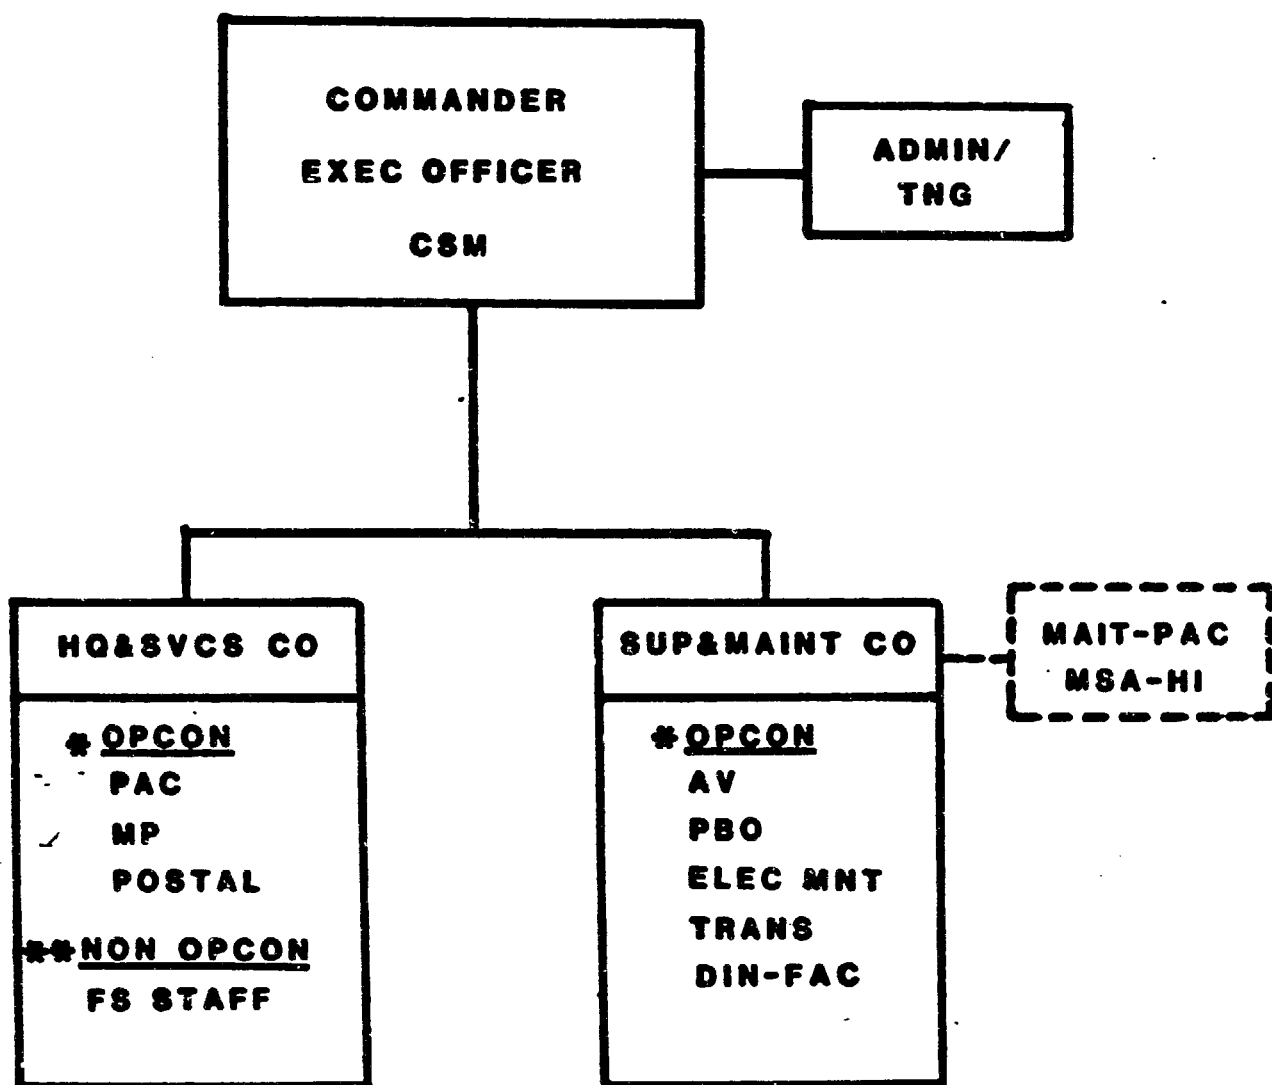 COMMANDER
EXEC OFFICER
CSM
ADMIN/
TNG
HQ&SVCS CO
*OPCON
PAC
MP
POSTAL
**NON OPCON
FS STAFF
SUP&MAINT CO
*OPCON
AV
PBO
ELEC MNT
TRANS
DIN-FAC
MAIT-PAC
MSA-HI